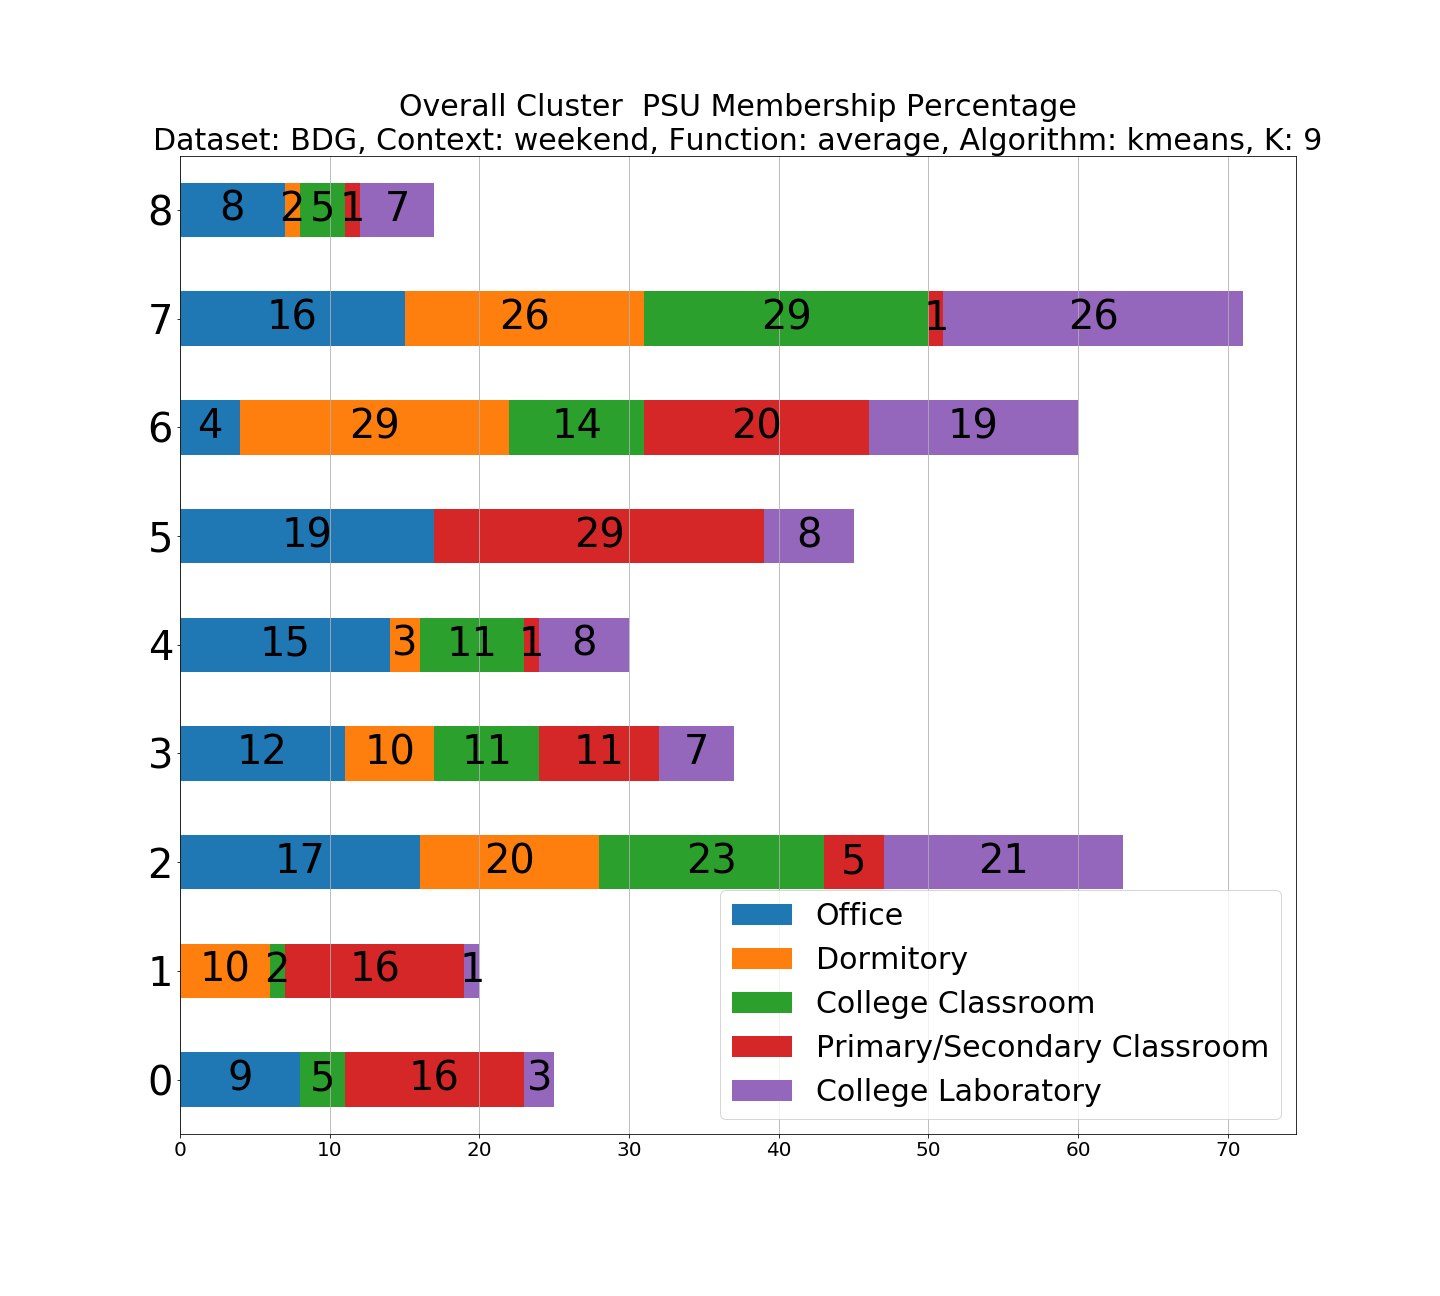 Overall Cluster  PSU Membership Percentage
Dataset: BDG, Context: weekend, Function: average, Algorithm: kmeans, K: 9
8 8 2 5 1 7
7 16 26 29 1 26
6 4 29 14 20 19
5 19 29 8
4 15 3 11 1 8
3 12 10 11 11 7
2 17 20 23 5 21
1 10 2 16 1
0 9 5 16 3
Office
Dormitory
College Classroom
Primary/Secondary Classroom
College Laboratory
0 10 20 30 40 50 60 70